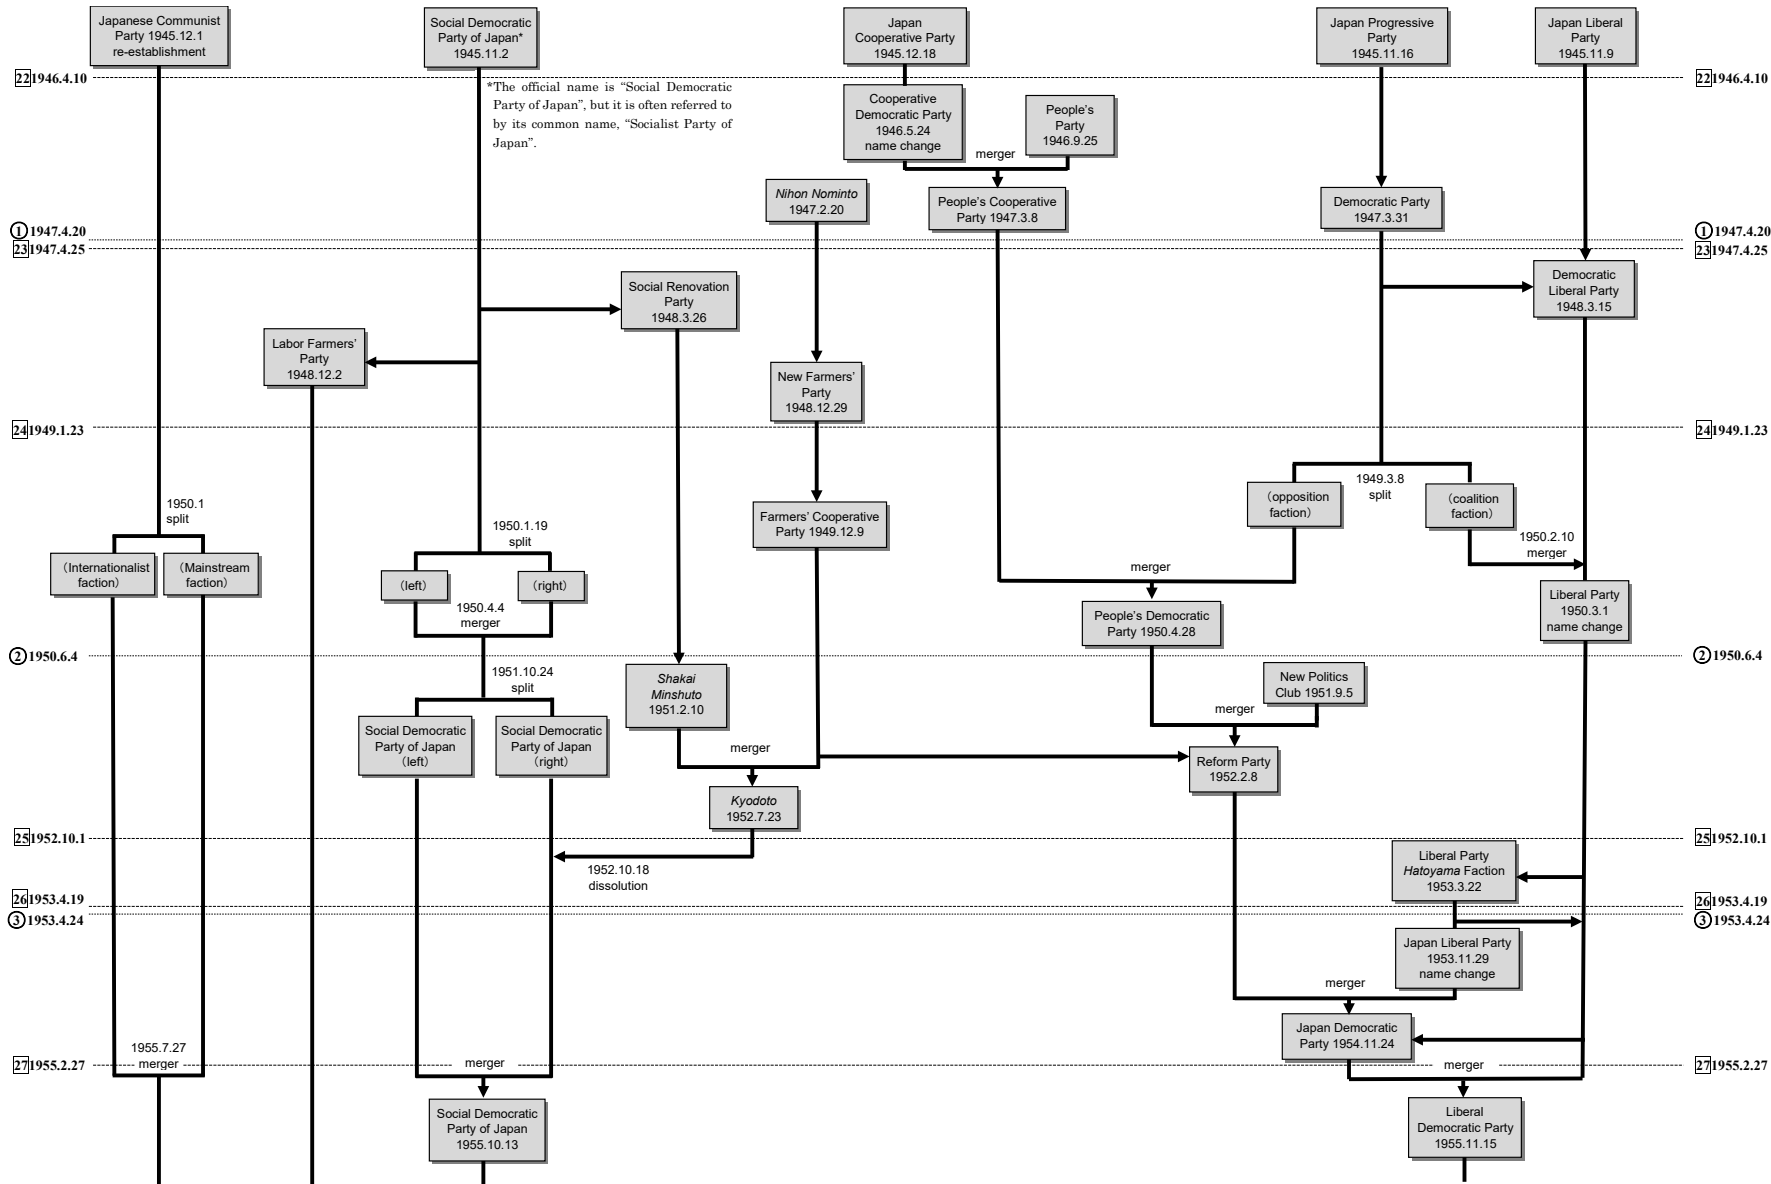 Japanese Communist
Party 1945.12.1
re-establishment
Social Democratic
Party of Japan*
1945.11.2
Japan
Cooperative Party
1945.12.18
Japan Progressive
Party
1945.11.16
Japan Liberal
Party
1945.11.9
22 1946.4.10
22 1946.4.10
*The official name is “Social Democratic
Party of Japan”, but it is often referred to
by its common name, “Socialist Party of
Japan”.
Cooperative
Democratic Party
1946.5.24
name change
People’s
Party
1946.9.25
merger
Nihon Nominto
1947.2.20
People’s Cooperative
Party 1947.3.8
Democratic Party
1947.3.31
① 1947.4.20
① 1947.4.20
23 1947.4.25
23 1947.4.25
Social Renovation
Party
1948.3.26
Democratic
Liberal Party
1948.3.15
Labor Farmers’
Party
1948.12.2
New Farmers’
Party
1948.12.29
24 1949.1.23
24 1949.1.23
1949.3.8
split
（opposition
faction）
（coalition
faction）
1950.1
split
1950.1.19
split
Farmers’ Cooperative
Party 1949.12.9
1950.2.10
merger
（Internationalist
faction）
（Mainstream
faction）
（left）
（right）
merger
1950.4.4
merger
People’s Democratic
Party 1950.4.28
Liberal Party
1950.3.1
name change
② 1950.6.4
② 1950.6.4
1951.10.24
split
Shakai
Minshuto
1951.2.10
New Politics
Club 1951.9.5
merger
Social Democratic
Party of Japan
（left）
Social Democratic
Party of Japan
（right）
merger
Reform Party
1952.2.8
Kyodoto
1952.7.23
25 1952.10.1
25 1952.10.1
1952.10.18
dissolution
Liberal Party
Hatoyama Faction
1953.3.22
26 1953.4.19
26 1953.4.19
③ 1953.4.24
③ 1953.4.24
Japan Liberal Party
1953.11.29
name change
merger
Japan Democratic
Party 1954.11.24
1955.7.27
merger
27 1955.2.27
merger
merger
27 1955.2.27
Social Democratic
Party of Japan
1955.10.13
Liberal
Democratic Party
1955.11.15